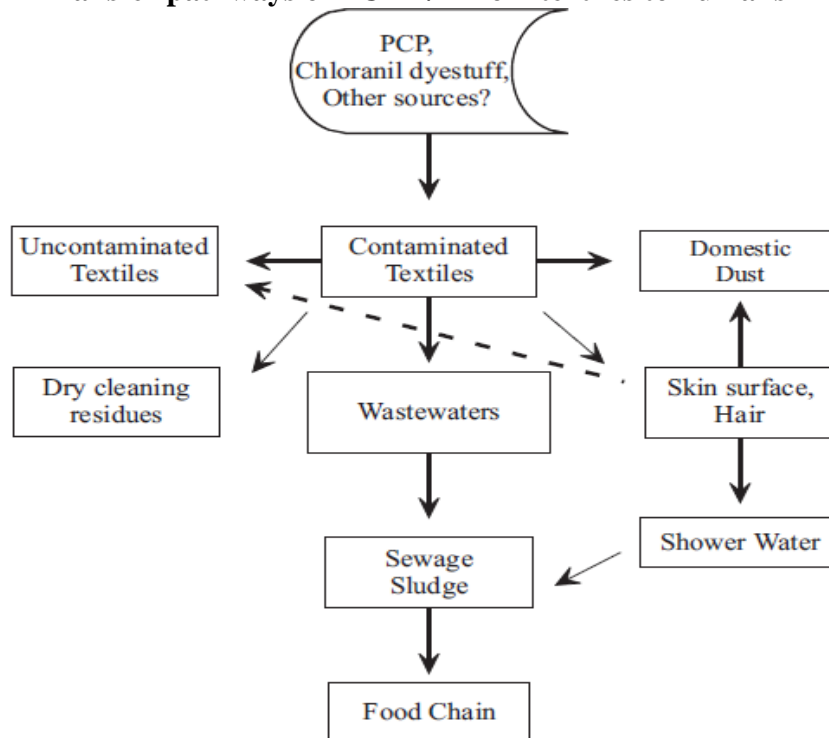 pathways
PCP,
Chloranil dyestuff,
Other sources?
Uncontaminated
Textiles
Contaminated
Textiles
Domestic
Dust
Dry cleaning
residues
Wastewaters
Skin surface,
Hair
Shower Water
Sewage
Sludge
Food Chain